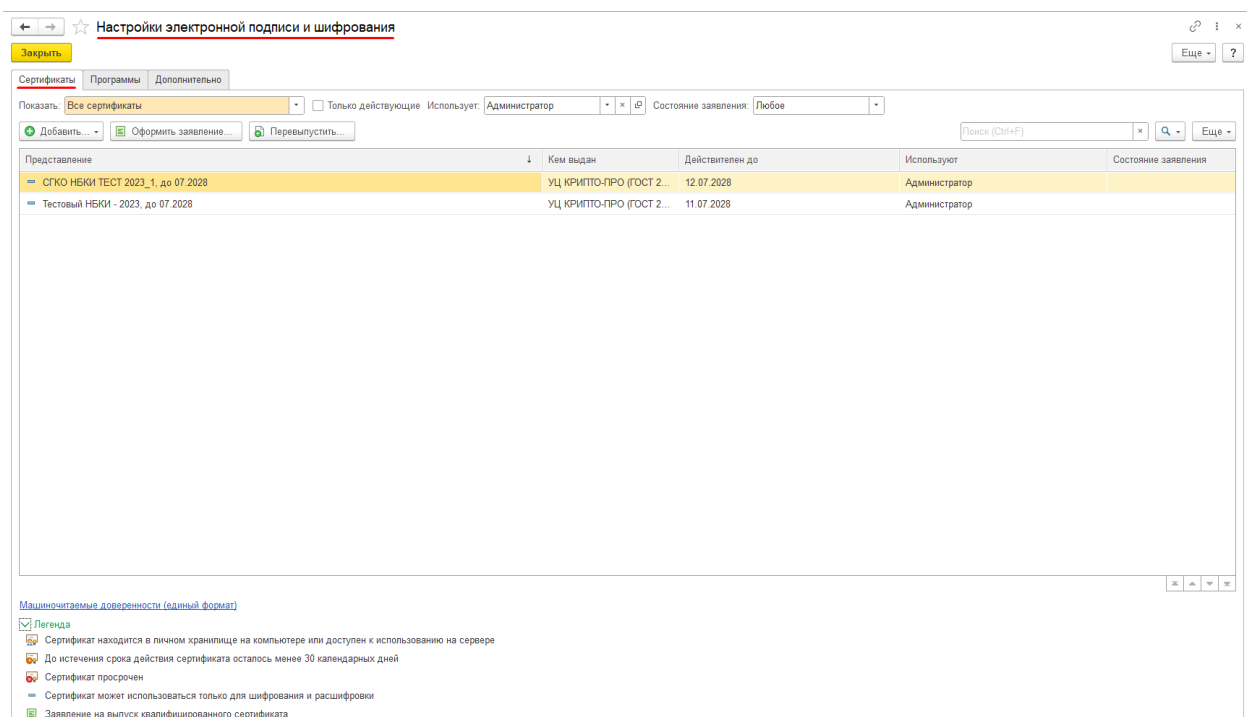 Настройки электронной подписи и шифрования
Закрыть
Еще
?
Сертификаты Программы Дополнительно
Показать: Все сертификаты Только действующие Использует: Администратор Состояние заявления: Любое
Добавить... Оформить заявление... Перевыпустить... Поиск (Ctrl+F) Еще
Представление Кем выдан Действителен до Используют Состояние заявления
СГКО НБКИ ТЕСТ 2023_1, до 07.2028 УЦ КРИПТО-ПРО (ГОСТ 2... 12.07.2028 Администратор
Тестовый НБКИ - 2023, до 07.2028 УЦ КРИПТО-ПРО (ГОСТ 2... 11.07.2028 Администратор
Машиночитаемые доверенности (единый формат)
Легенда
Сертификат находится в личном хранилище на компьютере или доступен к использованию на сервере
До истечения срока действия сертификата осталось менее 30 календарных дней
Сертификат просрочен
Сертификат может использоваться только для шифрования и расшифровки
Заявление на выпуск квалифицированного сертификата